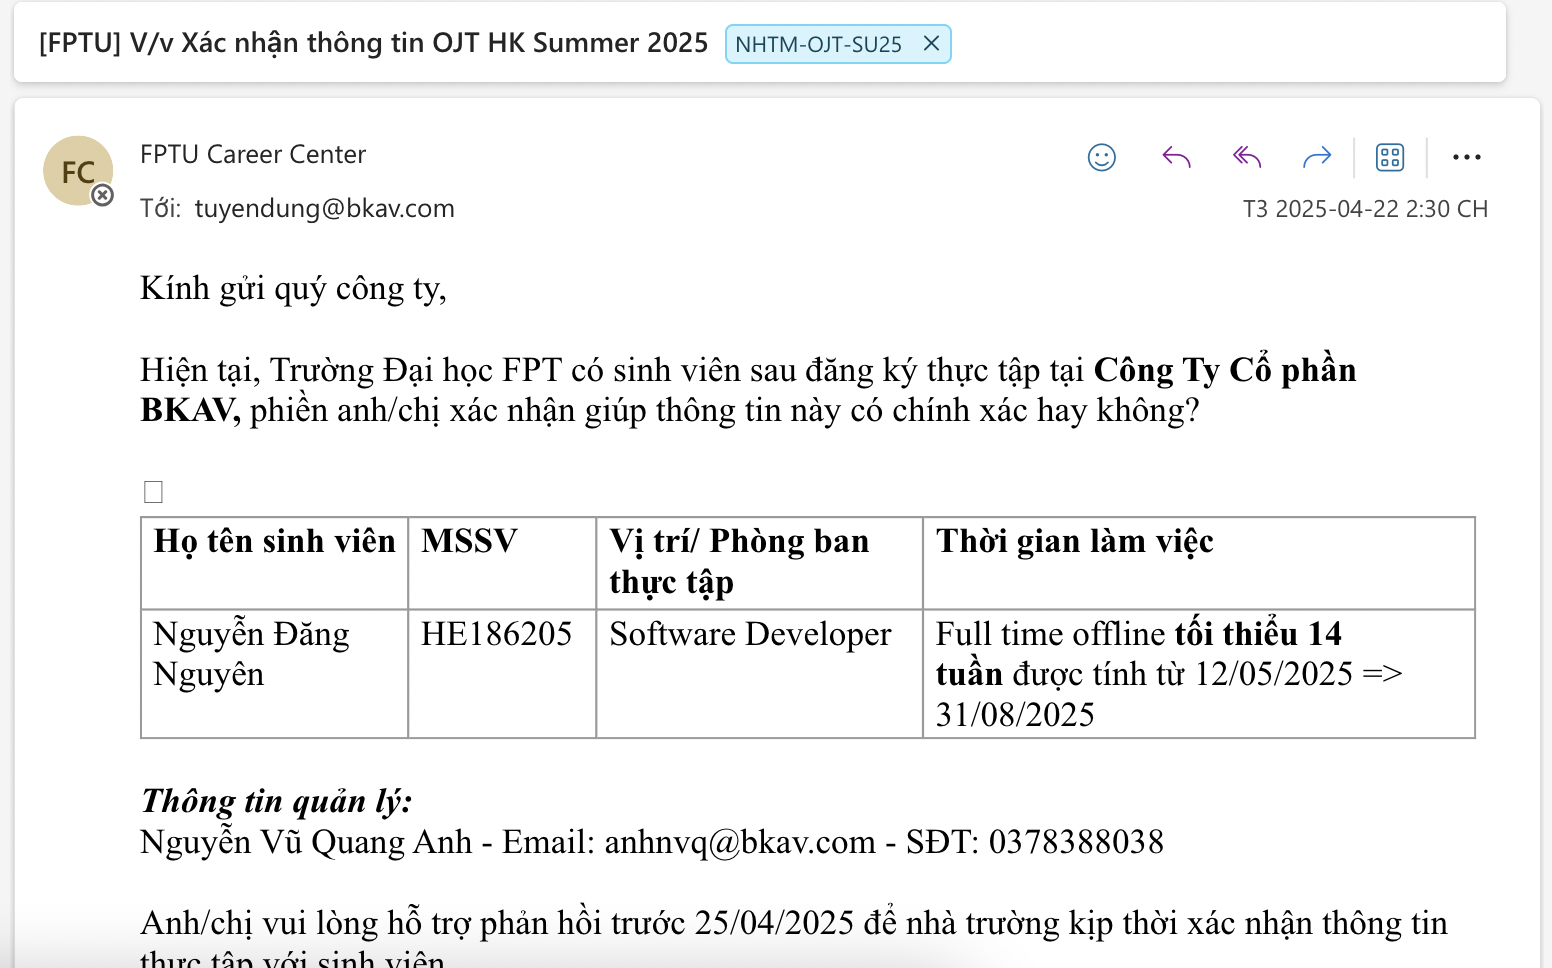 [FPTU] V/v Xác nhận thông tin OJT HK Summer 2025 NHTM-OJT-SU25
FC
FPTU Career Center
Tới: tuyendung@bkav.com
T3 2025-04-22 2:30 CH
Kính gửi quý công ty,
Hiện tại, Trường Đại học FPT có sinh viên sau đăng ký thực tập tại Công Ty Cổ phần
BKAV, phiền anh/chị xác nhận giúp thông tin này có chính xác hay không?
Họ tên sinh viên MSSV Vị trí/ Phòng ban Thời gian làm việc
thực tập
Nguyễn Đăng HE186205 Software Developer Full time offline tối thiểu 14
Nguyên tuần được tính từ 12/05/2025 =>
31/08/2025
Thông tin quản lý:
Nguyễn Vũ Quang Anh - Email: anhnvq@bkav.com - SĐT: 0378388038
Anh/chị vui lòng hỗ trợ phản hồi trước 25/04/2025 để nhà trường kịp thời xác nhận thông tin
thực tập với sinh viên